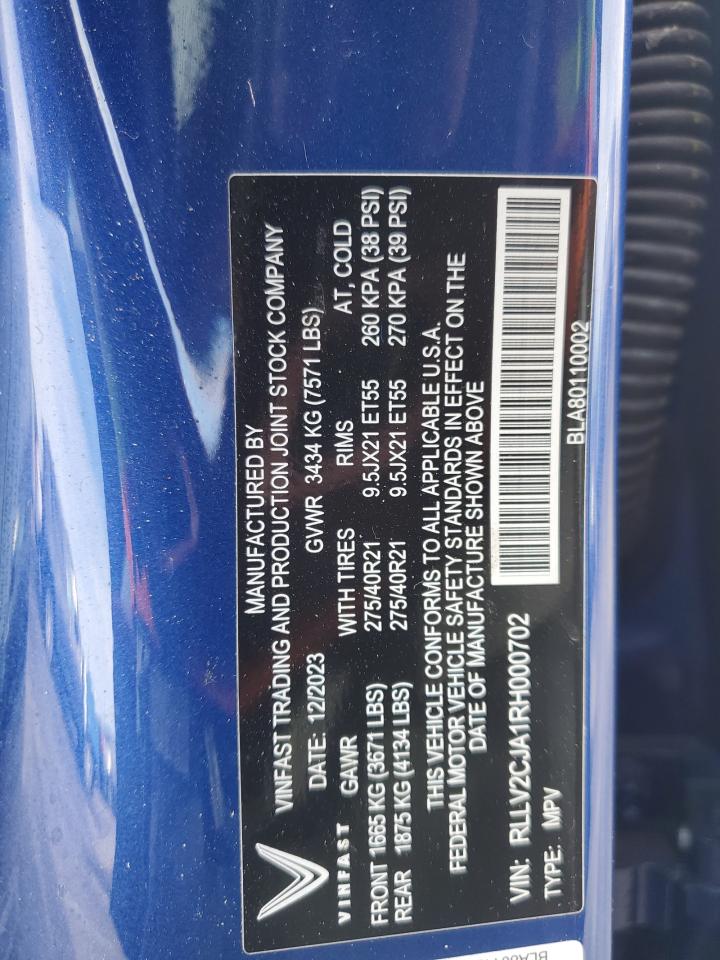 MANUFACTURED BY
VINFAST TRADING AND PRODUCTION JOINT STOCK COMPANY
DATE: 12/2023 GVWR 3434 KG (7571 LBS)
VINFAST
GAWR WITH TIRES RIMS AT, COLD
FRONT 1665 KG (3671 LBS) 275/40R21 9.5JX21 ET55 260 KPA (38 PSI)
REAR 1875 KG (4134 LBS) 275/40R21 9.5JX21 ET55 270 KPA (39 PSI)
THIS VEHICLE CONFORMS TO ALL APPLICABLE U.S.A.
FEDERAL MOTOR VEHICLE SAFETY STANDARDS IN EFFECT ON THE
DATE OF MANUFACTURE SHOWN ABOVE
VIN: RLLV2CJA1RH000702
TYPE: MPV
BLA80110002